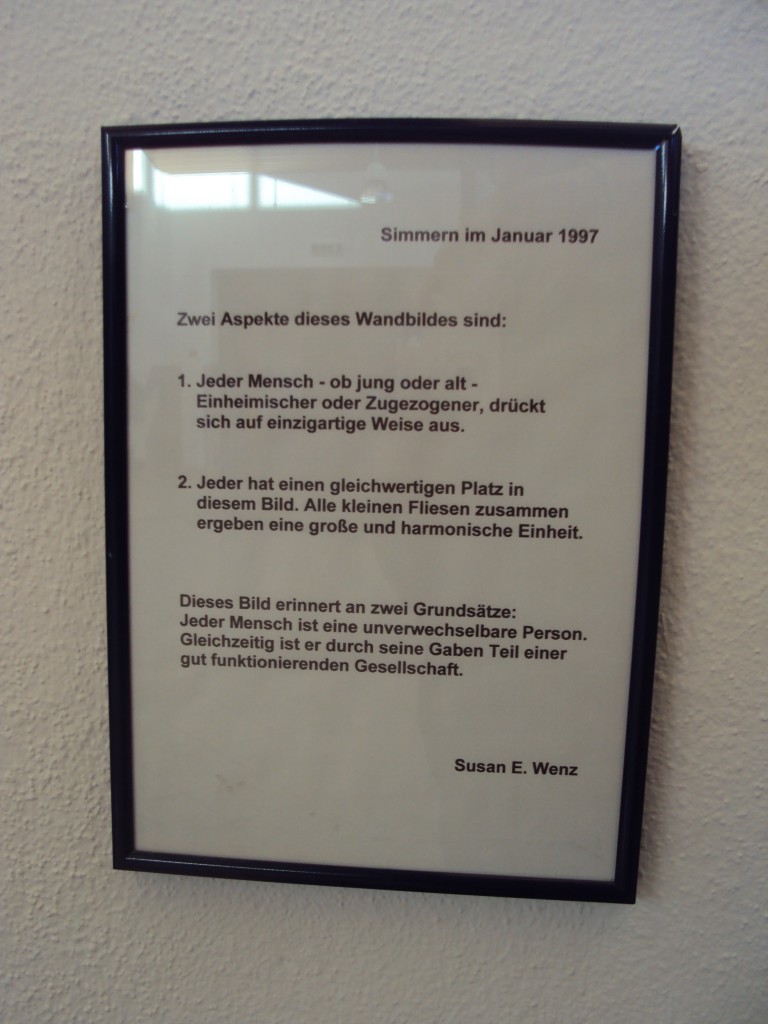 Simmern im Januar 1997
Zwei Aspekte dieses Wandbildes sind:
1. Jeder Mensch - ob jung oder alt -
Einheimischer oder Zugezogener, drückt
sich auf einzigartige Weise aus.
2. Jeder hat einen gleichwertigen Platz in
diesem Bild. Alle kleinen Fliesen zusammen
ergeben eine große und harmonische Einheit.
Dieses Bild erinnert an zwei Grundsätze:
Jeder Mensch ist eine unverwechselbare Person.
Gleichzeitig ist er durch seine Gaben Teil einer
gut funktionierenden Gesellschaft.
Susan E. Wenz